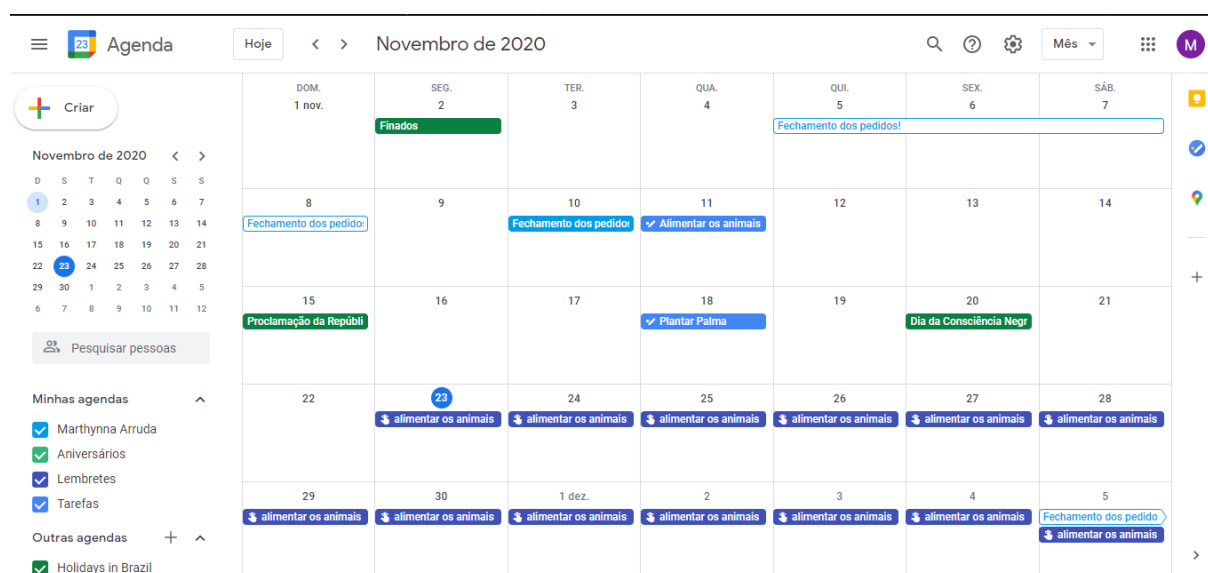 23 Agenda Hoje Novembro de 2020 Mês M
Criar
Novembro de 2020
D S T Q Q S S
1 2 3 4 5 6 7
8 9 10 11 12 13 14
15 16 17 18 19 20 21
22 23 24 25 26 27 28
29 30 1 2 3 4 5
6 7 8 9 10 11 12
Pesquisar pessoas
Minhas agendas
Marthynna Arruda
Aniversários
Lembretes
Tarefas
Outras agendas
Holidays in Brazil
DOM. SEG. TER. QUA. QUI. SEX. SÁB.
1 nov. 2 3 4 5 6 7
Finados Fechamento dos pedidos!
8 9 10 11 12 13 14
Fechamento dos pedidos Fechamento dos pedidos Alimentar os animais
15 16 17 18 19 20 21
Proclamação da Repúbli Plantar Palma Dia da Consciência Negr
22 23 24 25 26 27 28
alimentar os animais alimentar os animais alimentar os animais alimentar os animais alimentar os animais alimentar os animais
29 30 1 dez. 2 3 4 5
alimentar os animais alimentar os animais alimentar os animais alimentar os animais alimentar os animais alimentar os animais Fechamento dos pedido
alimentar os animais